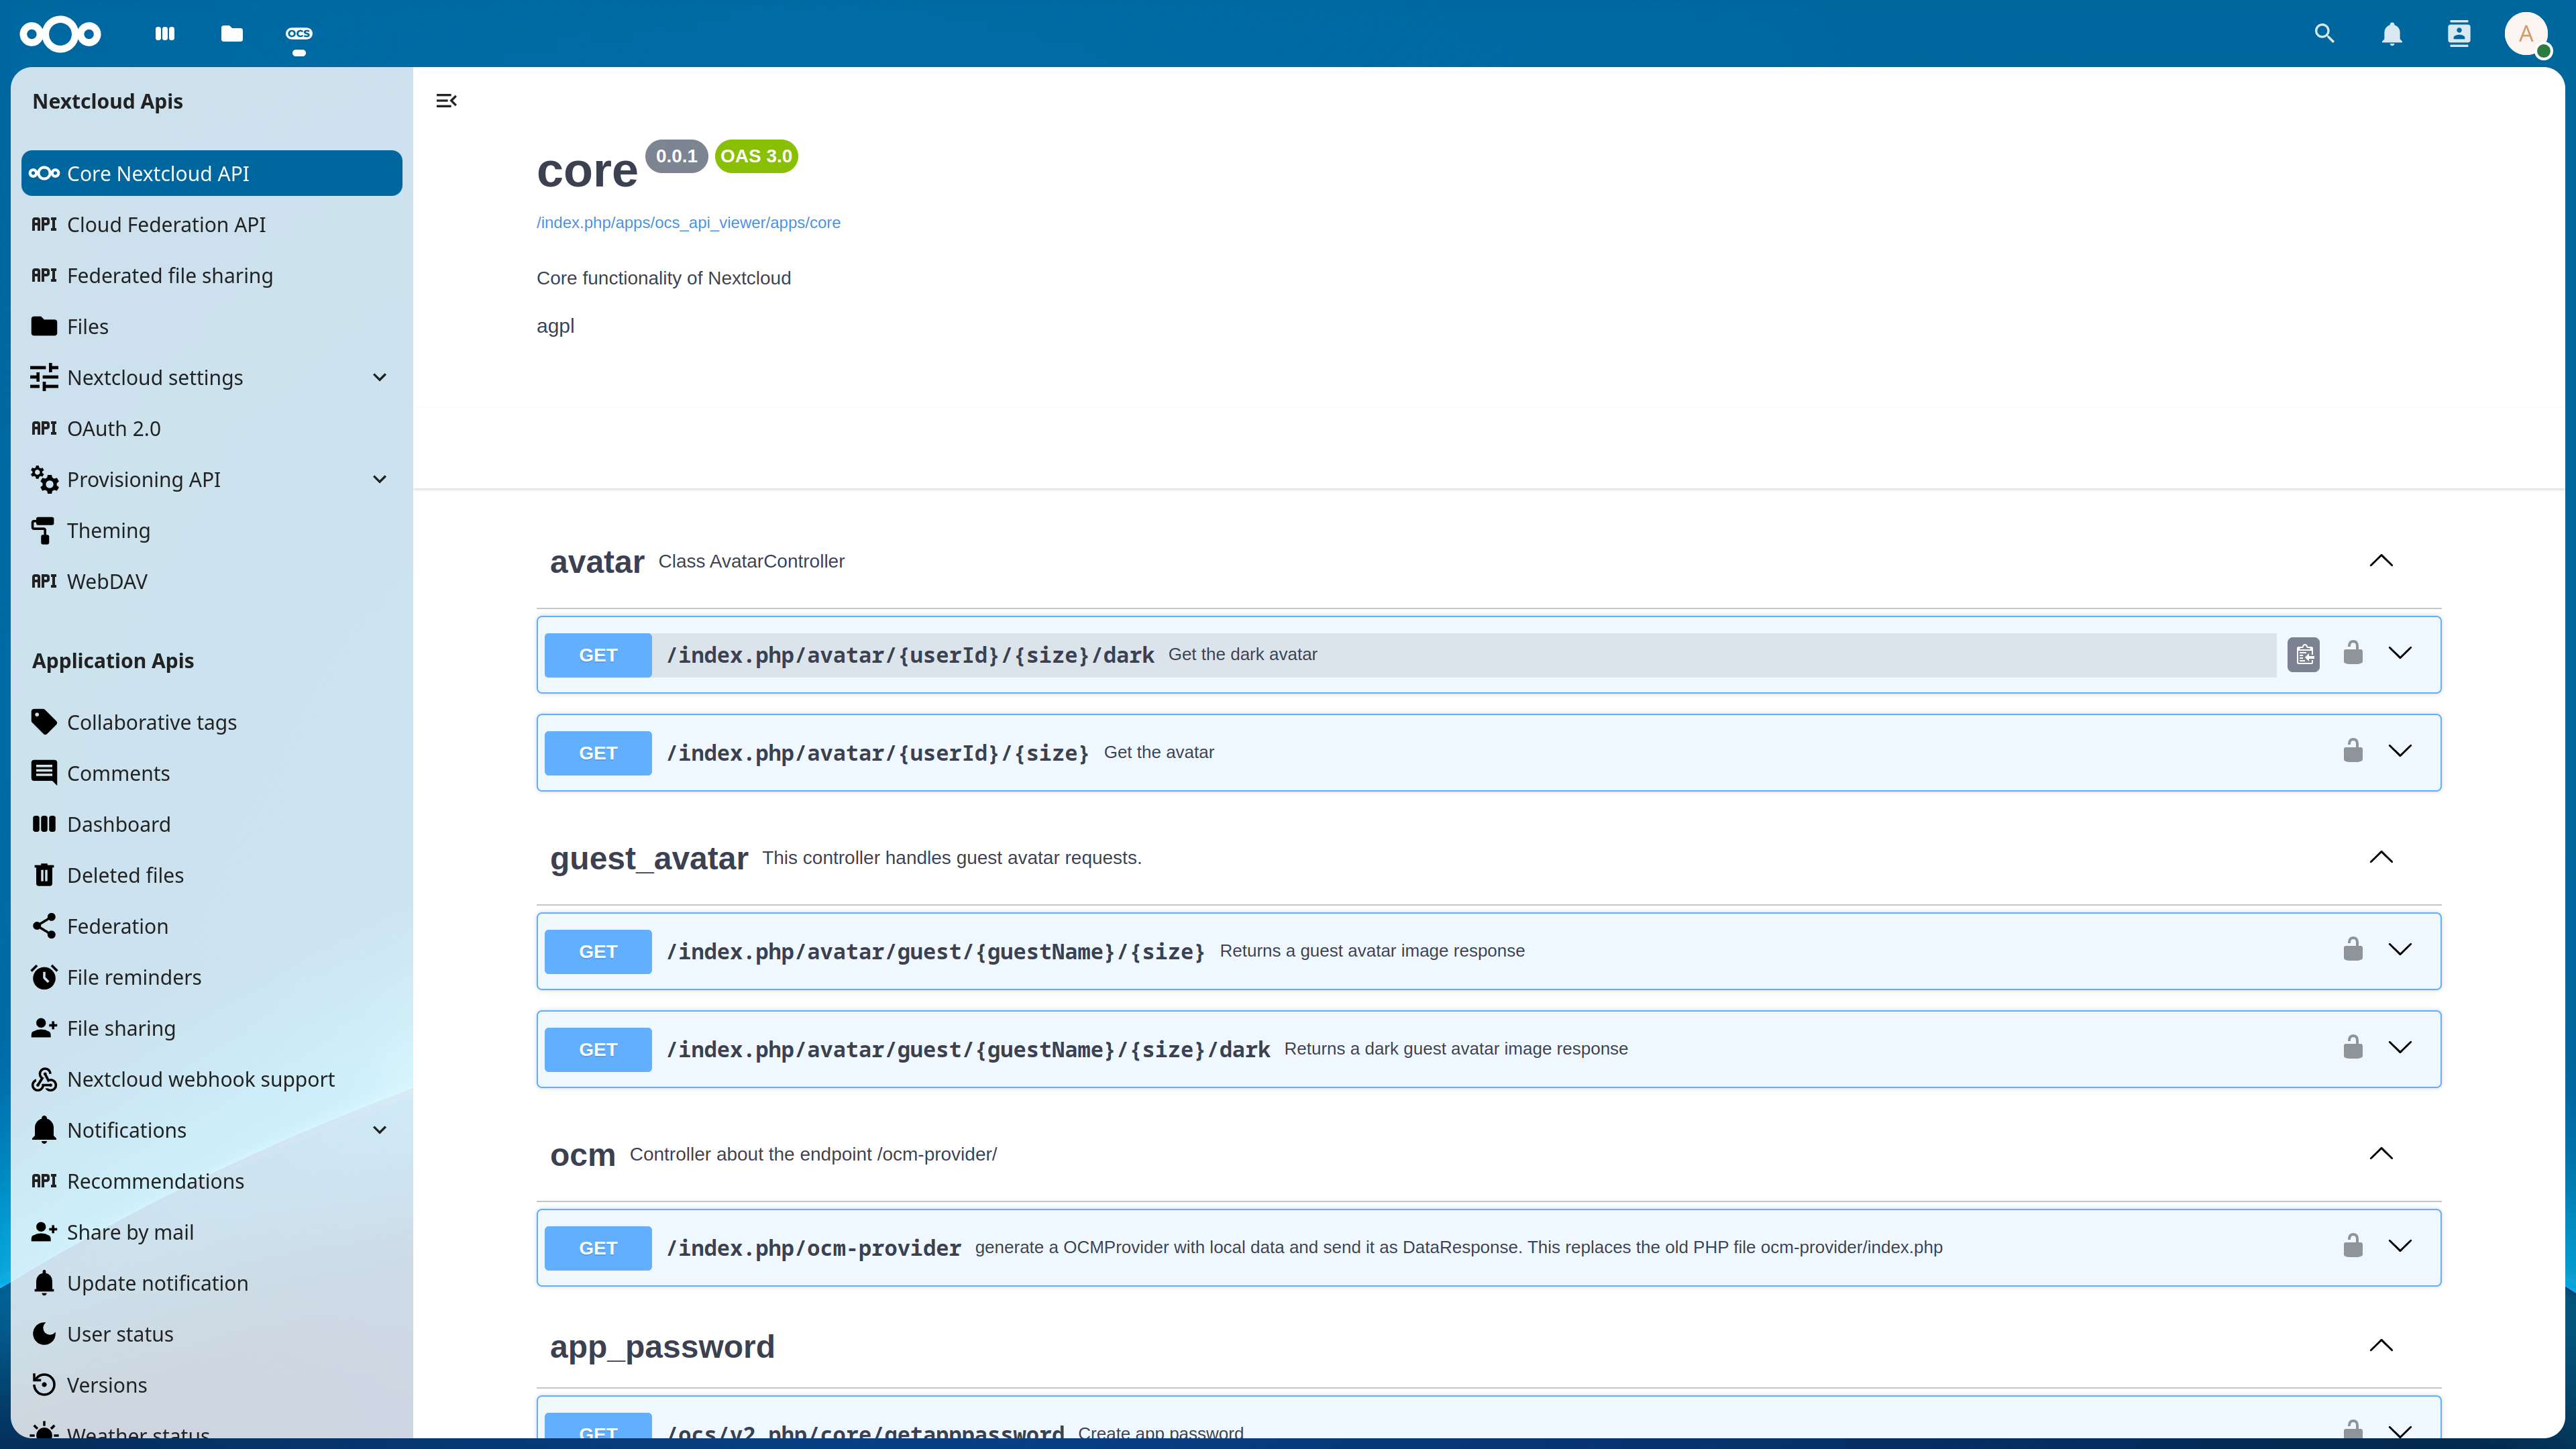 OCS
A
Nextcloud Apis
Core Nextcloud API
API Cloud Federation API
API Federated file sharing
Files
Nextcloud settings
API OAuth 2.0
Provisioning API
Theming
API WebDAV
Application Apis
Collaborative tags
Comments
Dashboard
Deleted files
Federation
File reminders
File sharing
Nextcloud webhook support
Notifications
API Recommendations
Share by mail
Update notification
User status
Versions
Weather status
core 0.0.1 OAS 3.0
/index.php/apps/ocs_api_viewer/apps/core
Core functionality of Nextcloud
agpl
avatar Class AvatarController
GET /index.php/avatar/{userId}/{size}/dark Get the dark avatar
GET /index.php/avatar/{userId}/{size} Get the avatar
guest_avatar This controller handles guest avatar requests.
GET /index.php/avatar/guest/{guestName}/{size} Returns a guest avatar image response
GET /index.php/avatar/guest/{guestName}/{size}/dark Returns a dark guest avatar image response
ocm Controller about the endpoint /ocm-provider/
GET /index.php/ocm-provider generate a OCMProvider with local data and send it as DataResponse. This replaces the old PHP file ocm-provider/index.php
app_password
GET /ocs/v2.php/core/getapppassword Create app password